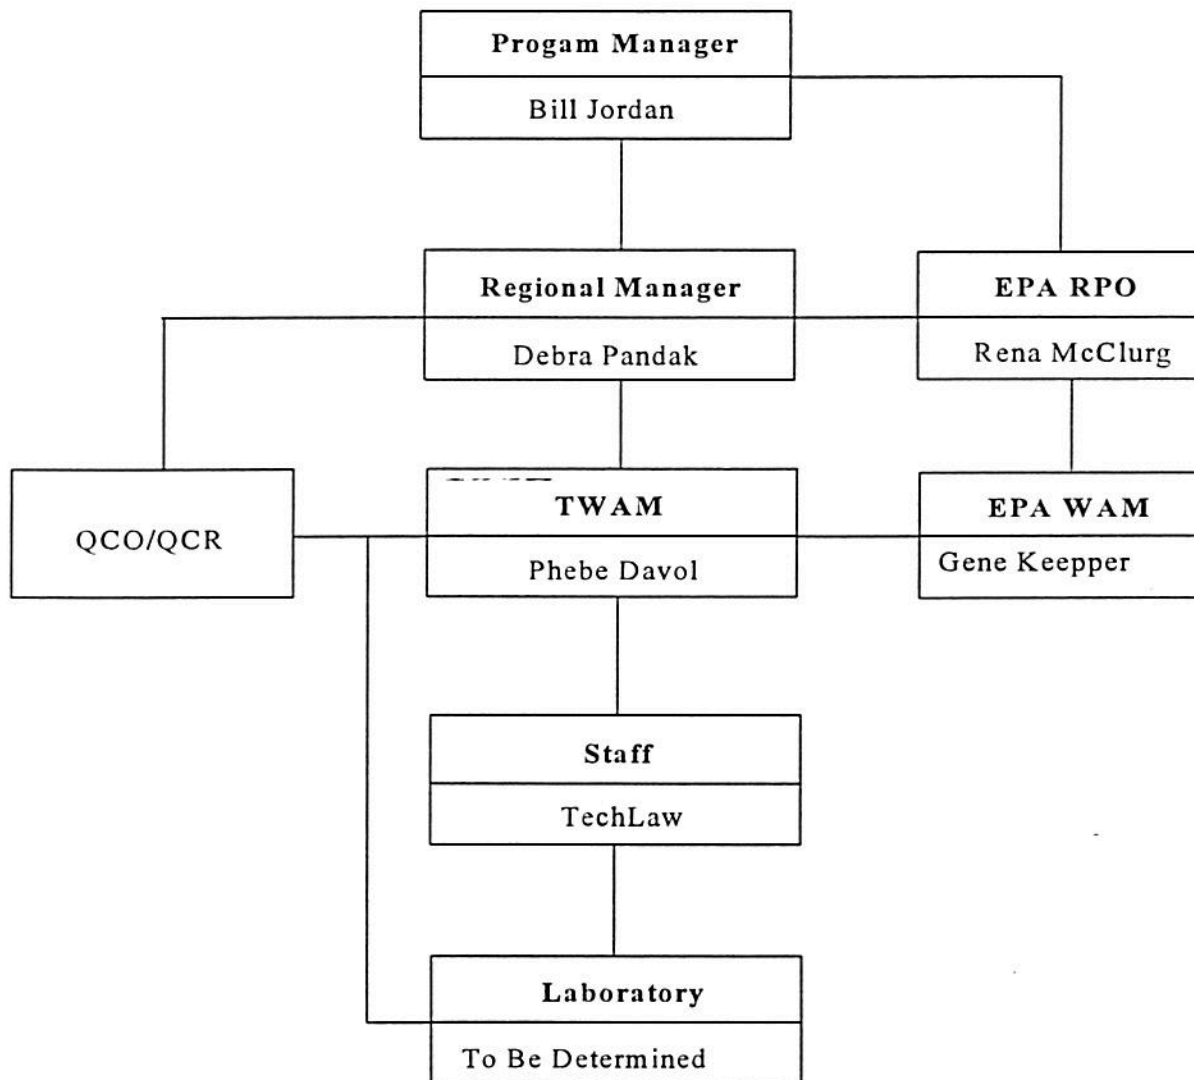 Progam Manager
Bill Jordan
Regional Manager
EPA RPO
Debra Pandak
Rena McClurg
QCO/QCR
TWAM
EPA WAM
Phebe Davol
Gene Keepper
Staff
TechLaw
Laboratory
To Be Determined